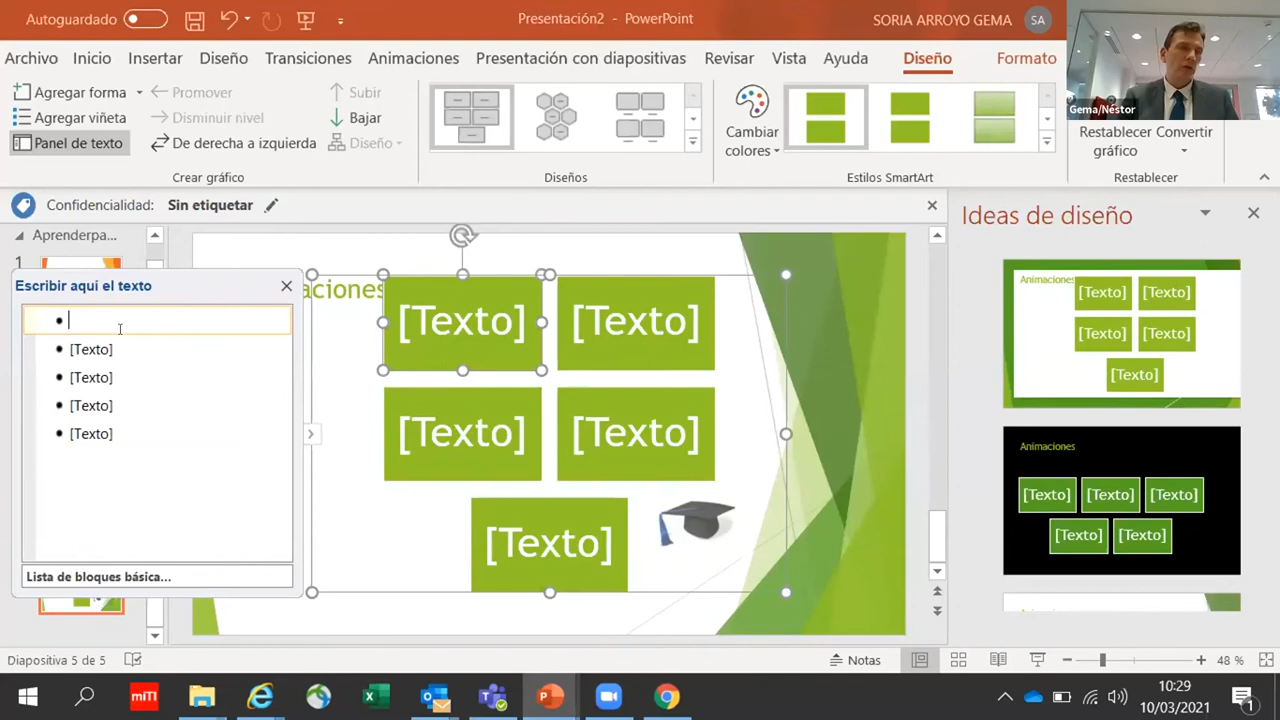 Autoguardado
Presentación2 - PowerPoint
SORIA ARROYO GEMA
SA
Archivo Inicio Insertar Diseño Transiciones Animaciones Presentación con diapositivas Revisar Vista Ayuda Diseño Formato
Gema/Néstor
Agregar forma
Promover
Subir
Agregar viñeta
Disminuir nivel
Bajar
Panel de texto
De derecha a izquierda
Diseño
Cambiar
colores
Restablecer Convertir
gráfico
Crear gráfico
Diseños
Estilos SmartArt
Restablecer
Confidencialidad: Sin etiquetar
Ideas de diseño
Aprenderpa...
1
Escribir aquí el texto
[Texto]
[Texto]
[Texto]
[Texto]
Lista de bloques básica...
aciones
[Texto] [Texto]
[Texto] [Texto]
[Texto]
Animaciones
[Texto] [Texto]
[Texto] [Texto]
[Texto]
Animaciones
[Texto] [Texto] [Texto]
[Texto] [Texto]
Diapositiva 5 de 5
Notas
48 %
miTI
10:29
10/03/2021
1